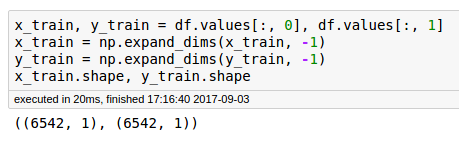 x_train, y_train = df.values[:, 0], df.values[:, 1]
x_train = np.expand_dims(x_train, -1)
y_train = np.expand_dims(y_train, -1)
x_train.shape, y_train.shape
executed in 20ms, finished 17:16:40 2017-09-03
((6542, 1), (6542, 1))